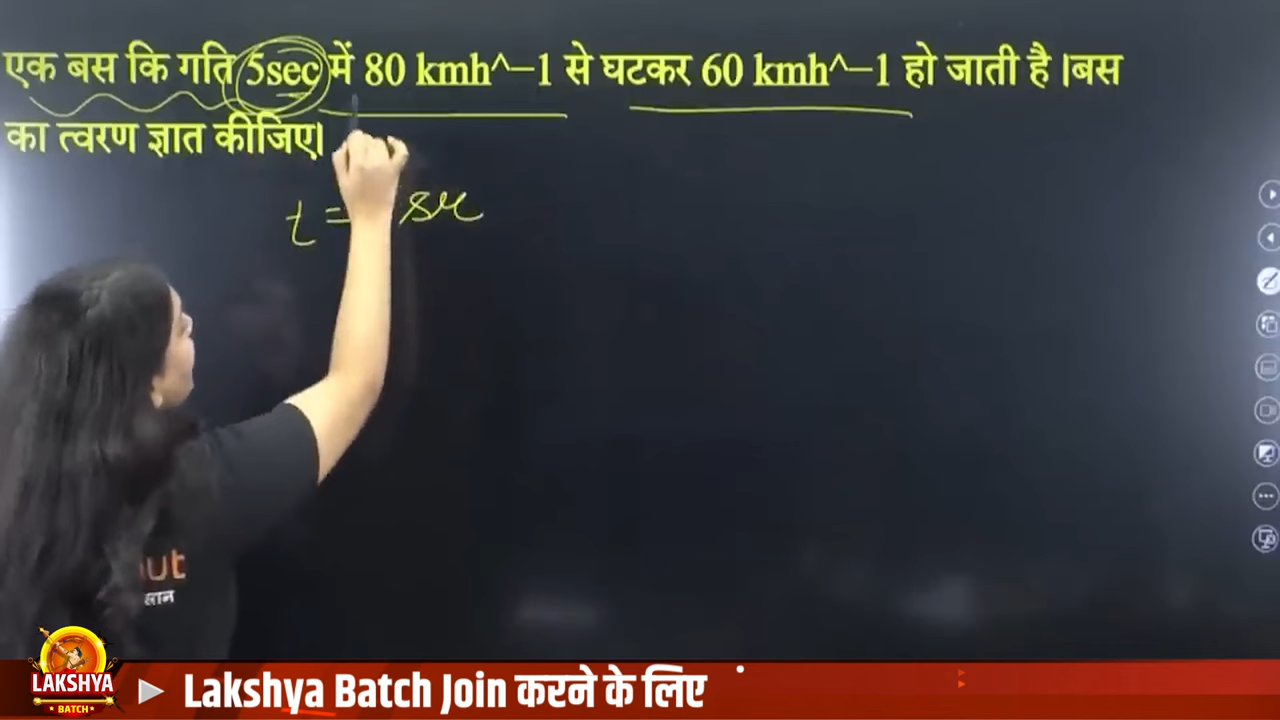 एक बस कि गति 5sec में 80 kmh^−1 से घटकर 60 kmh^−1 हो जाती है।बस
का त्वरण ज्ञात कीजिए।
t = sec
LAKSHYA
BATCH
Lakshya Batch Join करने के लिए